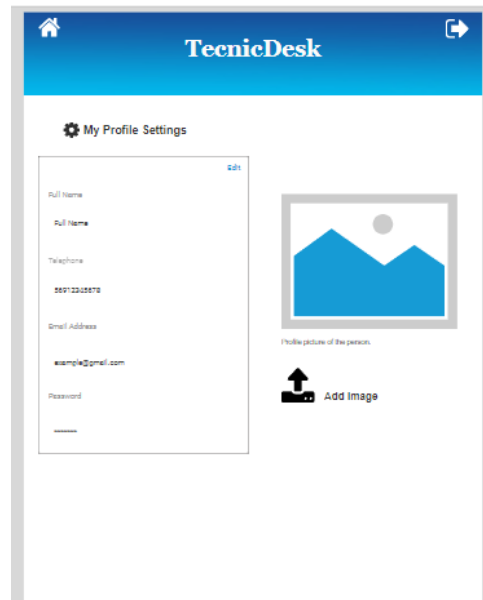 TecnicDesk
My Profile Settings
Edit
Full Name
Full Name
Telephone
56912345678
Email Address
example@gmail.com
Password
Profile picture of the person.
Add Image